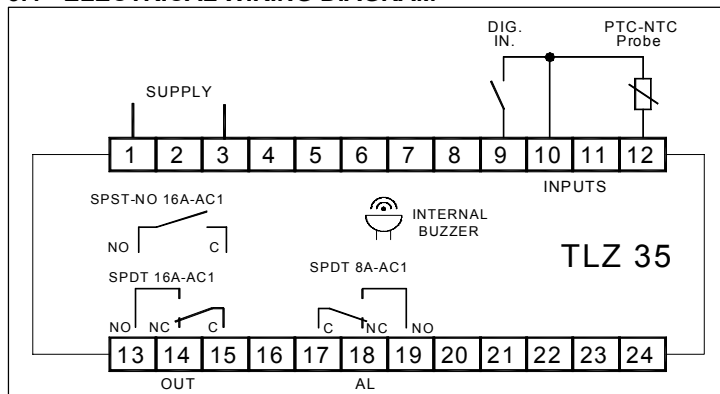 DIG.
IN.
PTC-NTC
Probe
SUPPLY
1 2 3 4 5 6 7 8 9 10 11 12
INPUTS
SPST-NO 16A-AC1
NO C
INTERNAL
BUZZER
TLZ 35
SPDT 16A-AC1
SPDT 8A-AC1
NO NC C C NC NO
13 14 15 16 17 18 19 20 21 22 23 24
OUT AL